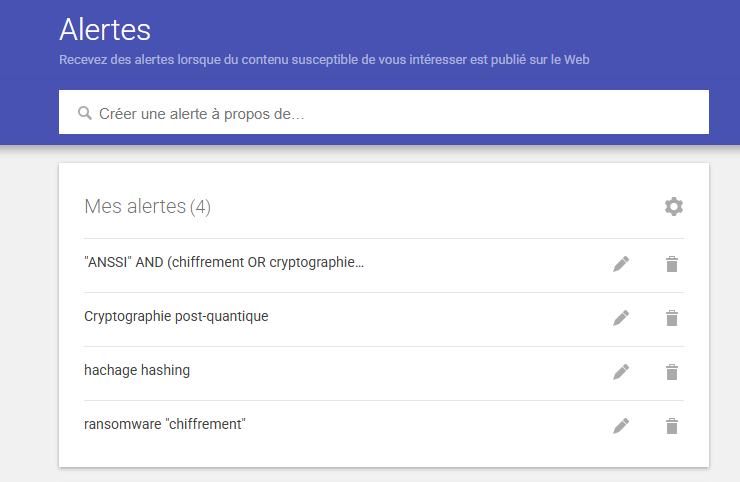 Alertes
Recevez des alertes lorsque du contenu susceptible de vous intéresser est publié sur le Web
Créer une alerte à propos de…
Mes alertes (4)
"ANSSI" AND (chiffrement OR cryptographie…
Cryptographie post-quantique
hachage hashing
ransomware "chiffrement"